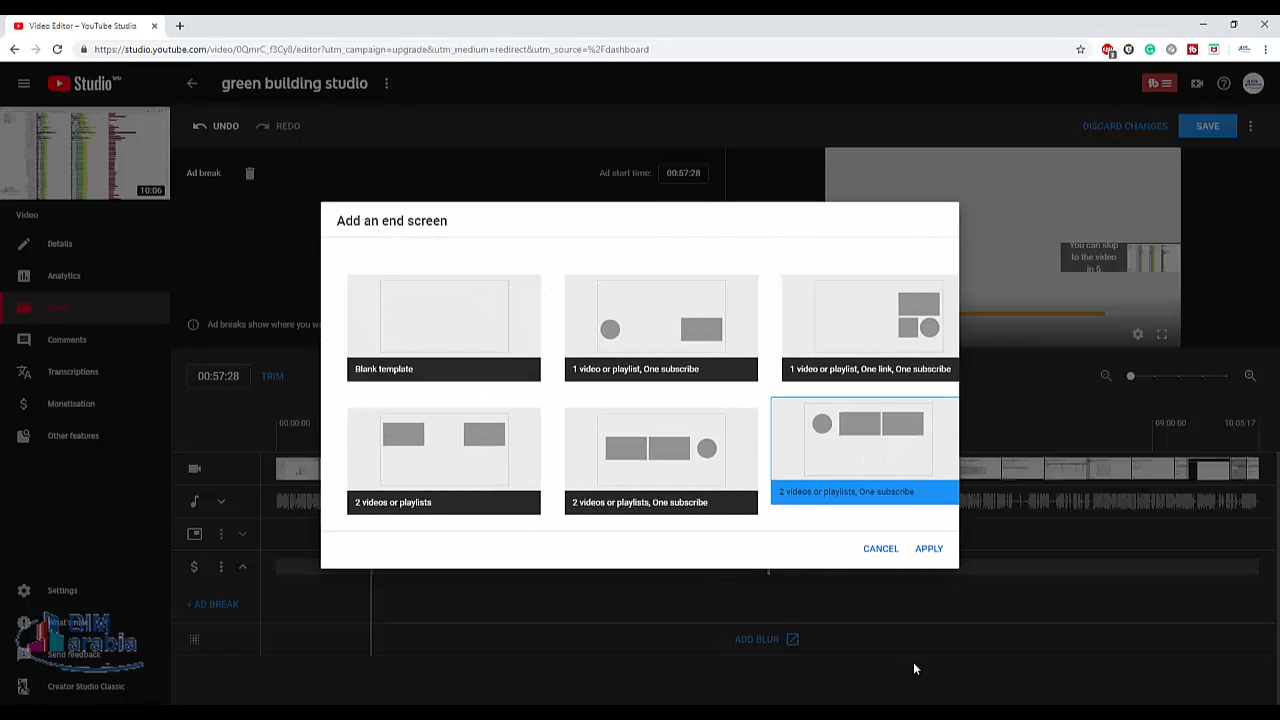 Video Editor – YouTube Studio
https://studio.youtube.com/video/0QmrC_f3Cy8/editor?utm_campaign=upgrade&utm_medium=redirect&utm_source=%2Fdashboard
3
Studio beta
green building studio
UNDO
REDO
DISCARD CHANGES
SAVE
10:06
Ad break
Ad start time:
00:57:28
Video
Details
Analytics
Comments
Transcriptions
Monetisation
Other features
Add an end screen
Blank template
1 video or playlist, One subscribe
1 video or playlist, One link, One subscribe
2 videos or playlists
2 videos or playlists, One subscribe
2 videos or playlists, One subscribe
CANCEL
APPLY
You can skip
to the video
in 5
Ad breaks show where you wa
00:57:28
TRIM
00:00:00
09:00:00
10:05:17
+ AD BREAK
ADD BLUR
Settings
What's new
Send feedback
Creator Studio Classic
BIM
arabia